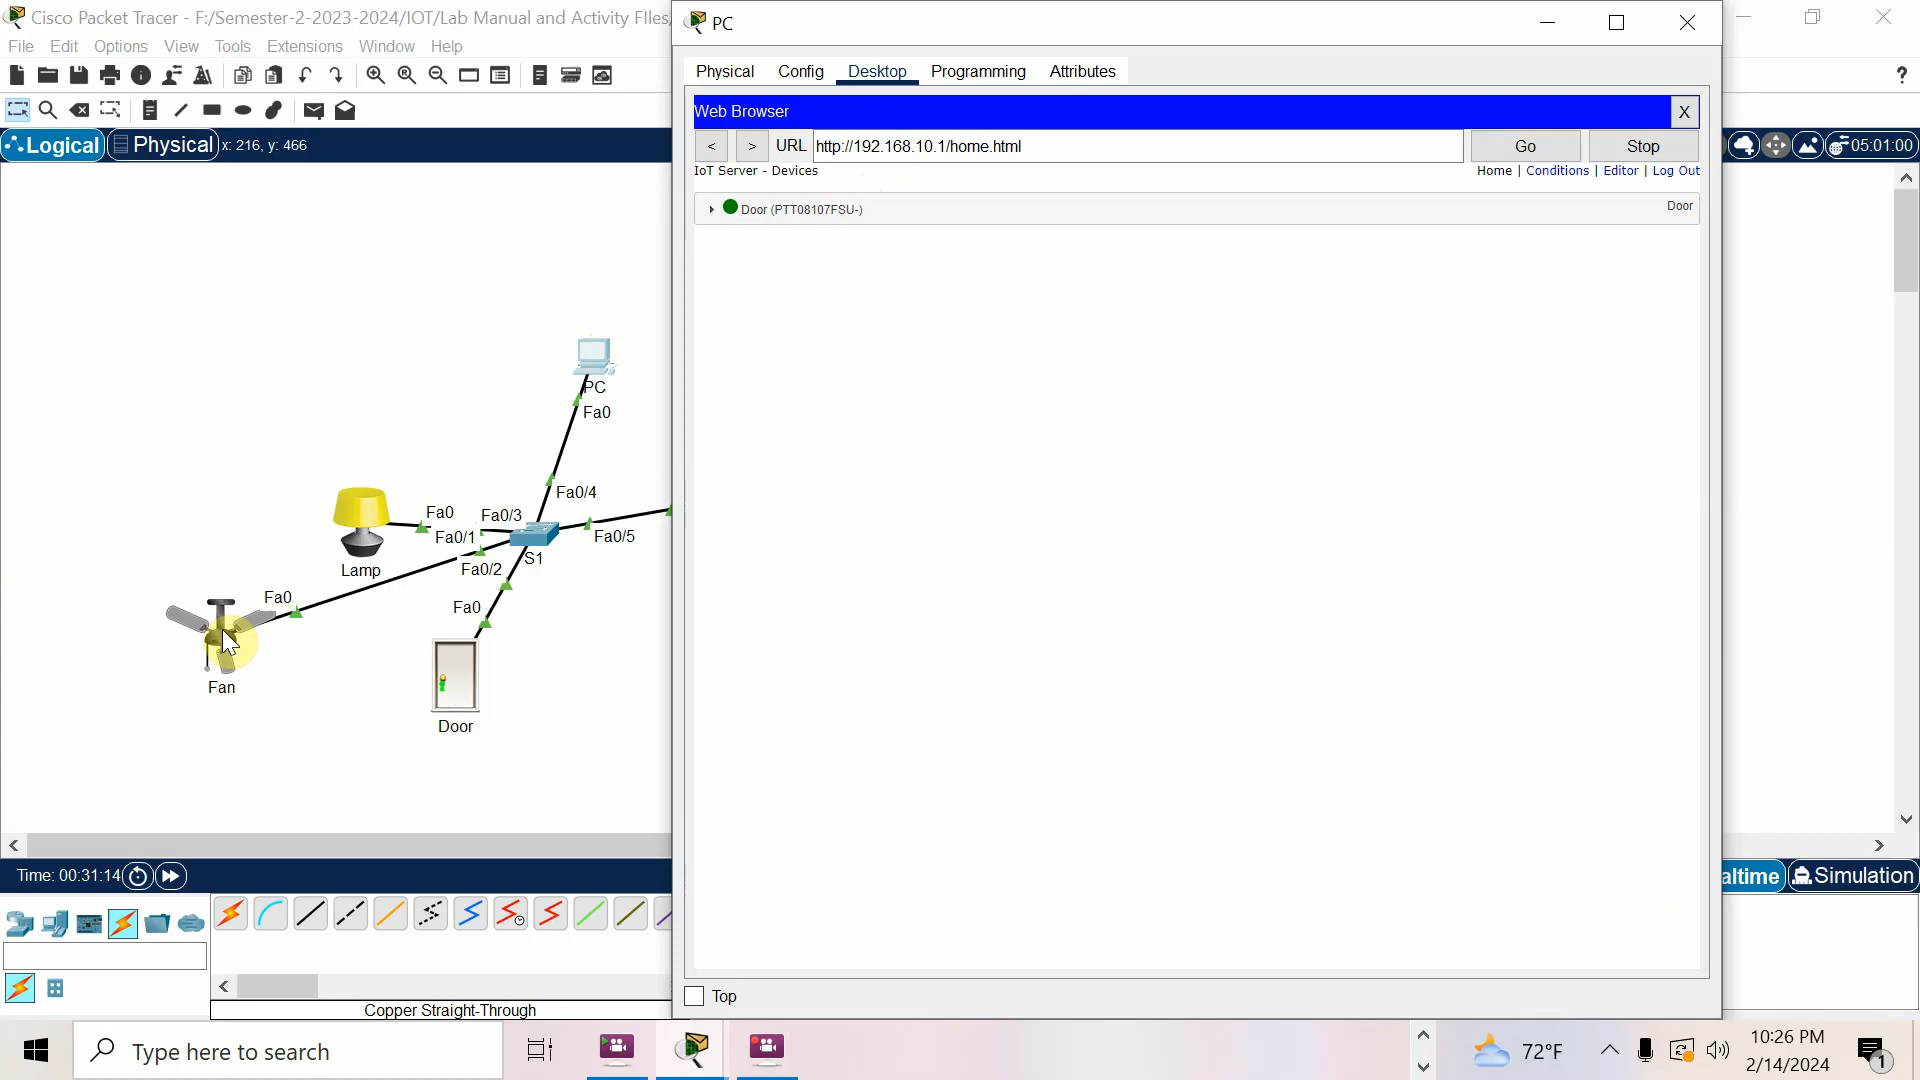 Cisco Packet Tracer - F:/Semester-2-2023-2024/IOT/Lab Manual and Activity FIles/
File Edit Options View Tools Extensions Window Help
?
Logical Physical x: 216, y: 466
05:01:00
PC
Physical Config Desktop Programming Attributes
Web Browser X
< > URL http://192.168.10.1/home.html Go Stop
IoT Server - Devices Home | Conditions | Editor | Log Out
Door (PTT08107FSU-) Door
PC
Fa0
Fa0/4
Fa0 Fa0/3
Fa0/1 Fa0/5
S1
Lamp Fa0/2
Fa0 Fa0
Fan
Door
Top
Time: 00:31:14
altime Simulation
Copper Straight-Through
Type here to search
72°F
10:26 PM
2/14/2024
1